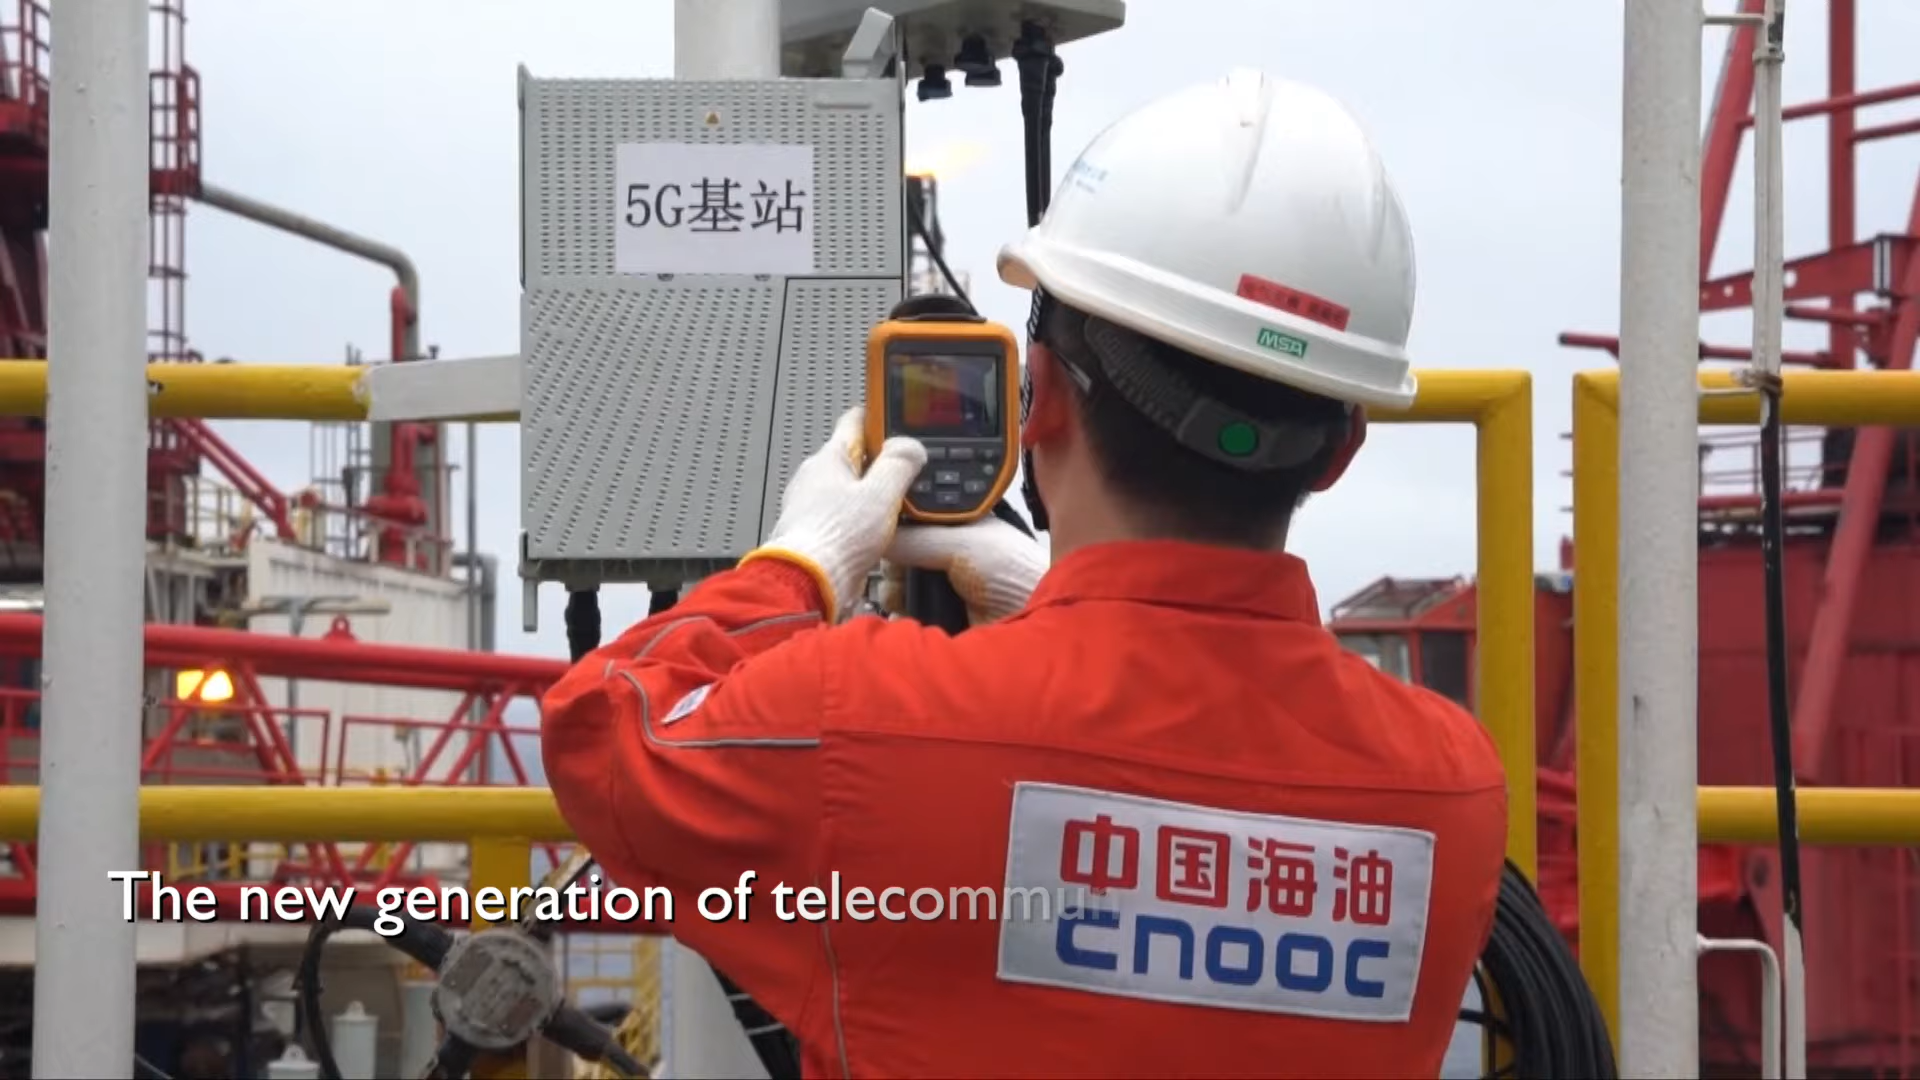 5G基站
MSA
中国海油
cnooc
The new generation of telecommun